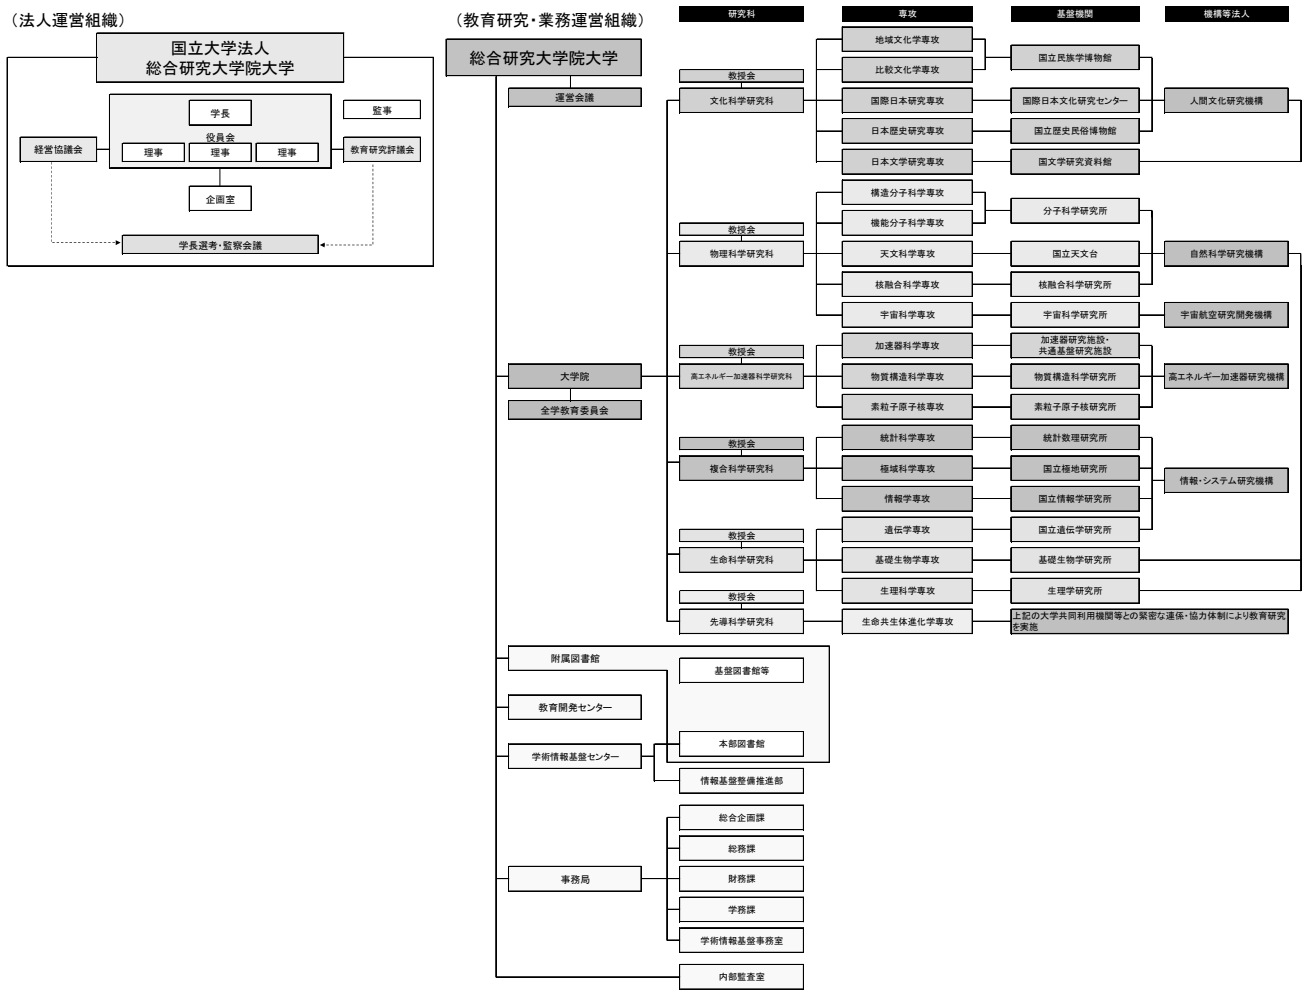 （法人運営組織）
国立大学法人
総合研究大学院大学
学長
監事
役員会
経営協議会
理事
理事
理事
教育研究評議会
企画室
学長選考・監察会議
（教育研究・業務運営組織）
総合研究大学院大学
運営会議
大学院
全学教育委員会
研究科
専攻
基盤機関
機構等法人
教授会
文化科学研究科
地域文化学専攻
比較文化学専攻
国際日本研究専攻
日本歴史研究専攻
日本文学研究専攻
国立民族学博物館
国際日本文化研究センター
国立歴史民俗博物館
国文学研究資料館
人間文化研究機構
教授会
物理科学研究科
構造分子科学専攻
機能分子科学専攻
天文科学専攻
核融合科学専攻
宇宙科学専攻
分子科学研究所
国立天文台
核融合科学研究所
宇宙科学研究所
自然科学研究機構
宇宙航空研究開発機構
教授会
高エネルギー加速器科学研究科
加速器科学専攻
物質構造科学専攻
素粒子原子核専攻
加速器研究施設・
共通基盤研究施設
物質構造科学研究所
素粒子原子核研究所
高エネルギー加速器研究機構
教授会
複合科学研究科
統計科学専攻
極域科学専攻
情報学専攻
統計数理研究所
国立極地研究所
国立情報学研究所
情報・システム研究機構
教授会
生命科学研究科
遺伝学専攻
基礎生物学専攻
生理科学専攻
国立遺伝学研究所
基礎生物学研究所
生理学研究所
教授会
先導科学研究科
生命共生体進化学専攻
上記の大学共同利用機関等との緊密な連係・協力体制により教育研究
を実施
附属図書館
基盤図書館等
教育開発センター
本部図書館
学術情報基盤センター
情報基盤整備推進部
事務局
総合企画課
総務課
財務課
学務課
学術情報基盤事務室
内部監査室